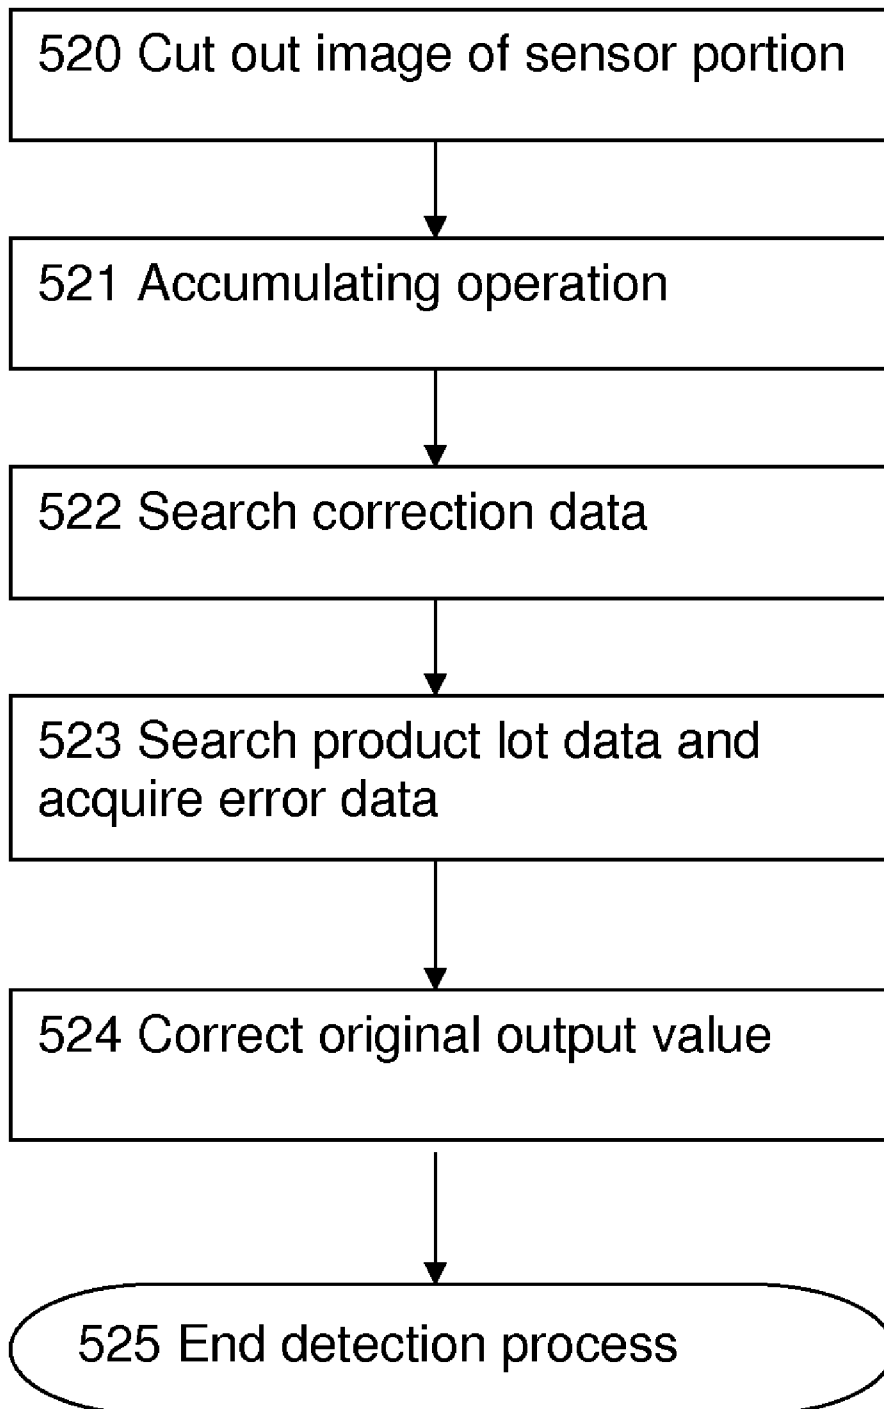 520 Cut out image of sensor portion
521 Accumulating operation
522 Search correction data
523 Search product lot data and
acquire error data
524 Correct original output value
525 End detection process